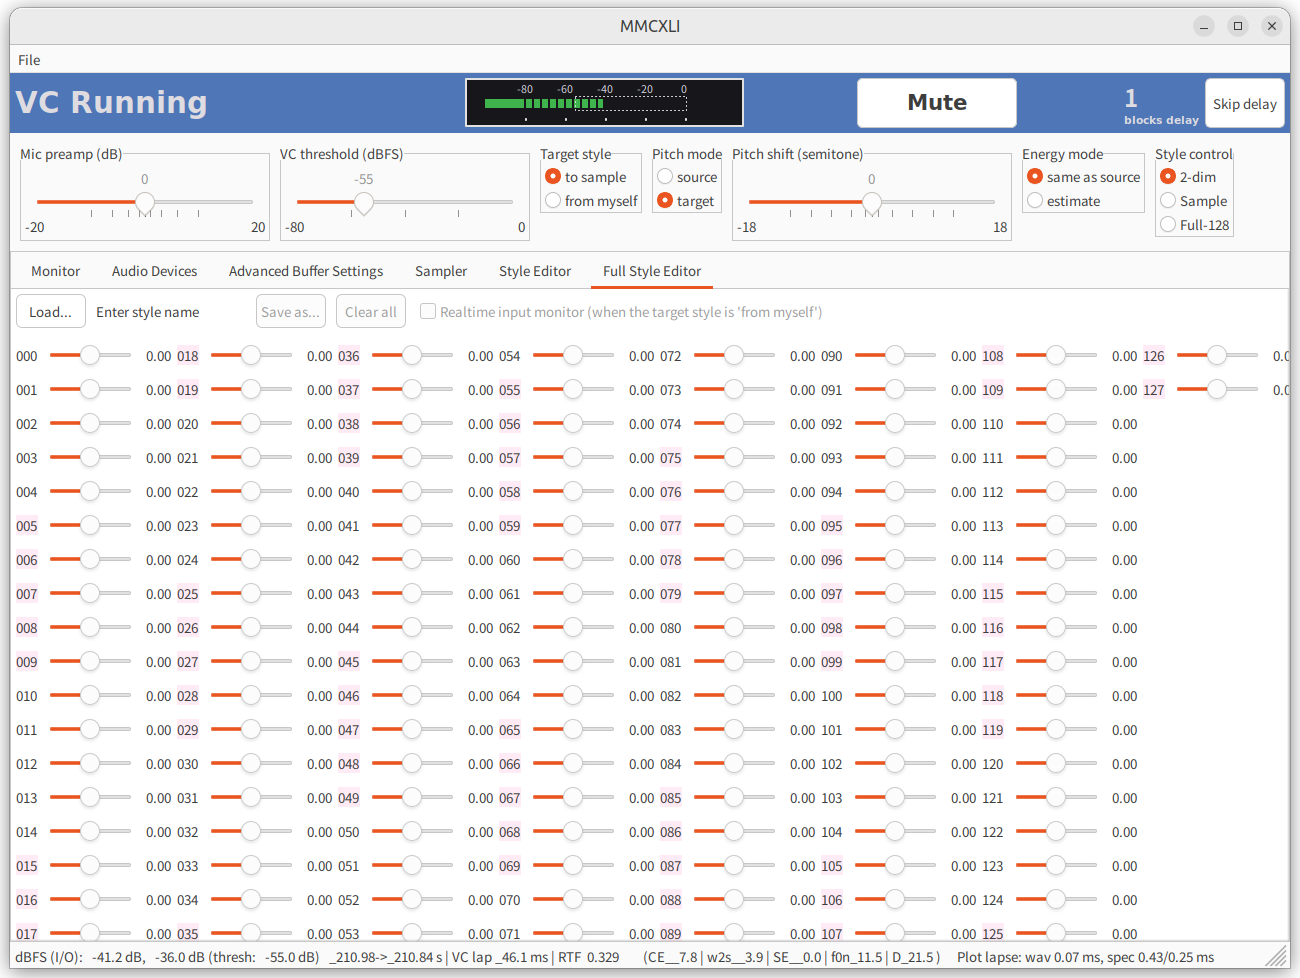 MMCXLI
File
VC Running
-80 -60 -40 -20 0
Mute
1
blocks delay
Skip delay
Mic preamp (dB)
0
-20 20
VC threshold (dBFS)
-55
-80 0
Target style
to sample
from myself
Pitch mode
source
target
Pitch shift (semitone)
0
-18 18
Energy mode
same as source
estimate
Style control
2-dim
Sample
Full-128
Monitor Audio Devices Advanced Buffer Settings Sampler Style Editor Full Style Editor
Load... Enter style name Save as... Clear all Realtime input monitor (when the target style is 'from myself')
000 0.00 018 0.00 036 0.00 054 0.00 072 0.00 090 0.00 108 0.00 126 0.0
001 0.00 019 0.00 037 0.00 055 0.00 073 0.00 091 0.00 109 0.00 127 0.0
002 0.00 020 0.00 038 0.00 056 0.00 074 0.00 092 0.00 110 0.00
003 0.00 021 0.00 039 0.00 057 0.00 075 0.00 093 0.00 111 0.00
004 0.00 022 0.00 040 0.00 058 0.00 076 0.00 094 0.00 112 0.00
005 0.00 023 0.00 041 0.00 059 0.00 077 0.00 095 0.00 113 0.00
006 0.00 024 0.00 042 0.00 060 0.00 078 0.00 096 0.00 114 0.00
007 0.00 025 0.00 043 0.00 061 0.00 079 0.00 097 0.00 115 0.00
008 0.00 026 0.00 044 0.00 062 0.00 080 0.00 098 0.00 116 0.00
009 0.00 027 0.00 045 0.00 063 0.00 081 0.00 099 0.00 117 0.00
010 0.00 028 0.00 046 0.00 064 0.00 082 0.00 100 0.00 118 0.00
011 0.00 029 0.00 047 0.00 065 0.00 083 0.00 101 0.00 119 0.00
012 0.00 030 0.00 048 0.00 066 0.00 084 0.00 102 0.00 120 0.00
013 0.00 031 0.00 049 0.00 067 0.00 085 0.00 103 0.00 121 0.00
014 0.00 032 0.00 050 0.00 068 0.00 086 0.00 104 0.00 122 0.00
015 0.00 033 0.00 051 0.00 069 0.00 087 0.00 105 0.00 123 0.00
016 0.00 034 0.00 052 0.00 070 0.00 088 0.00 106 0.00 124 0.00
017 0.00 035 0.00 053 0.00 071 0.00 089 0.00 107 0.00 125 0.00
dBFS (I/O): -41.2 dB, -36.0 dB (thresh: -55.0 dB) _210.98->_210.84 s | VC lap _46.1 ms | RTF 0.329 (CE__7.8 | w2s__3.9 | SE__0.0 | f0n_11.5 | D_21.5 ) Plot lapse: wav 0.07 ms, spec 0.43/0.25 ms